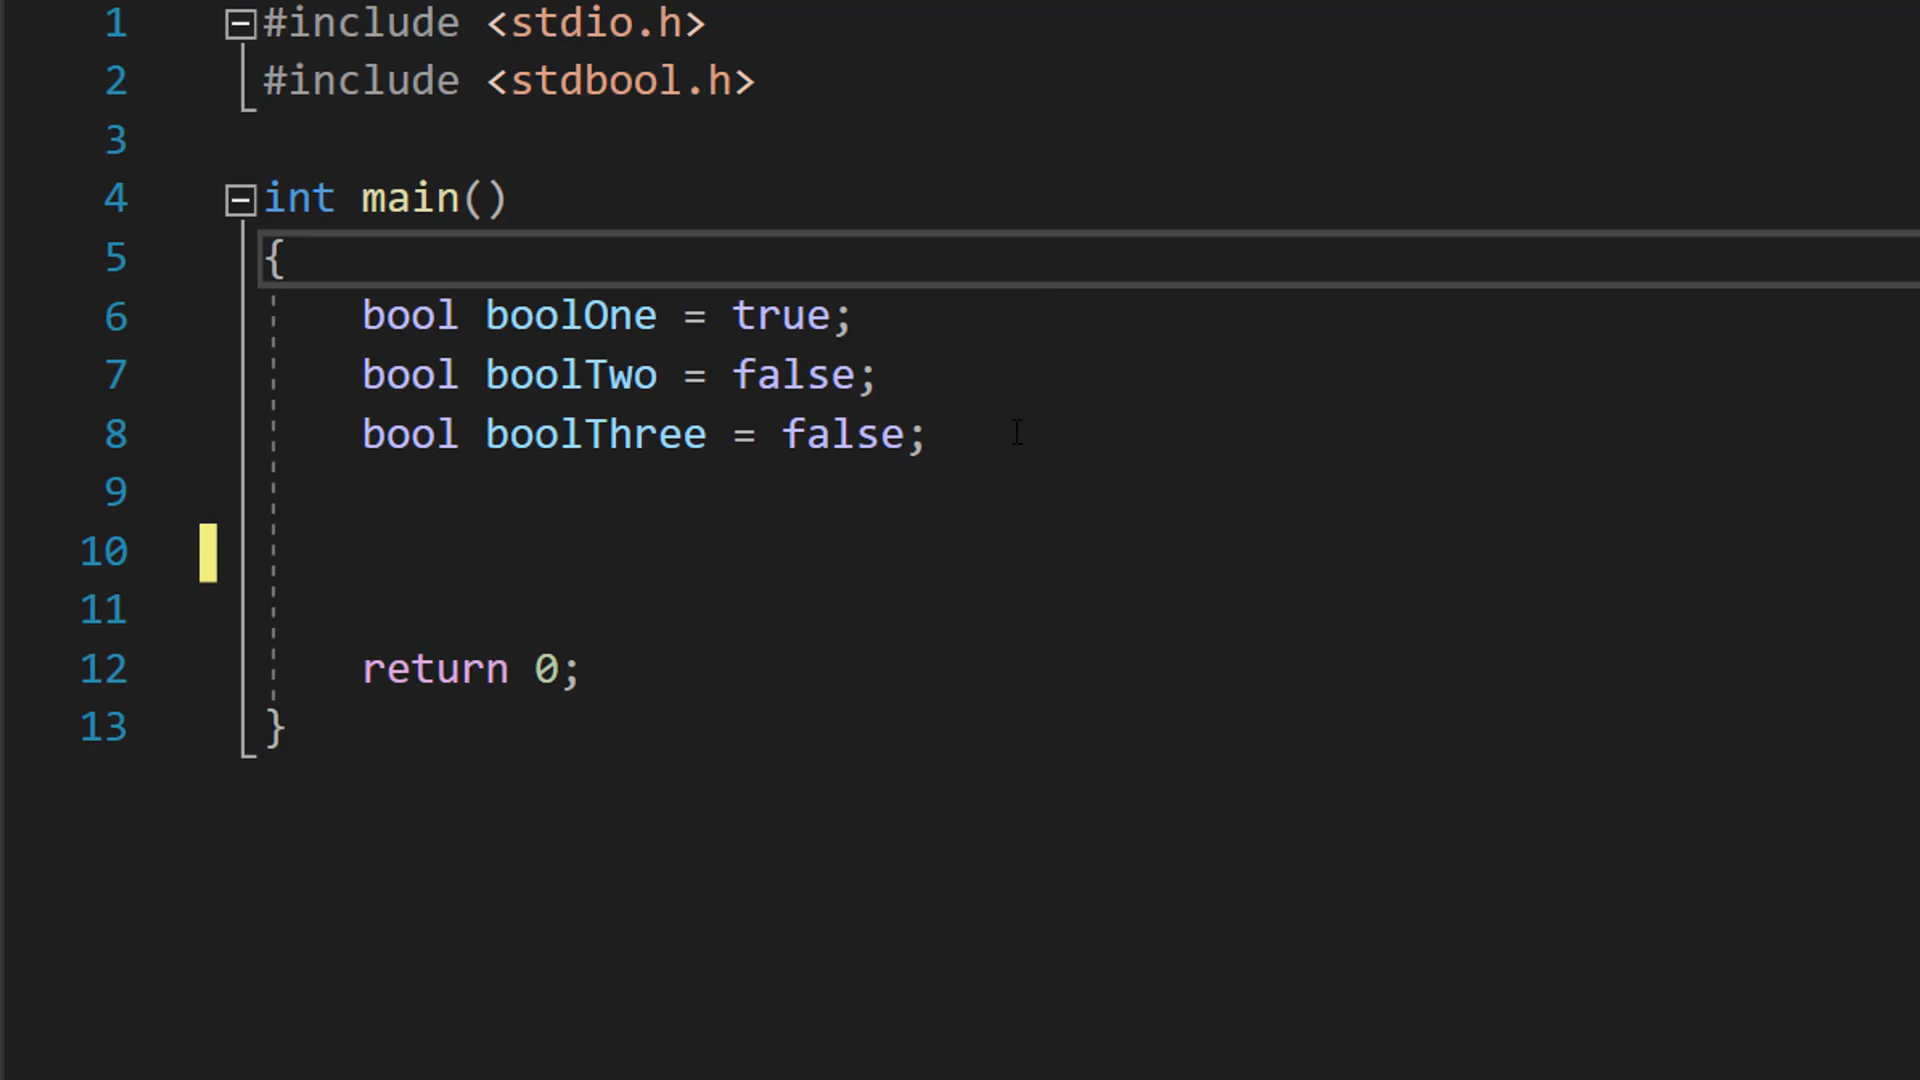 1 #include <stdio.h>
2 #include <stdbool.h>
3
4 int main()
5 {
6 bool boolOne = true;
7 bool boolTwo = false;
8 bool boolThree = false;
9
10
11
12 return 0;
13 }